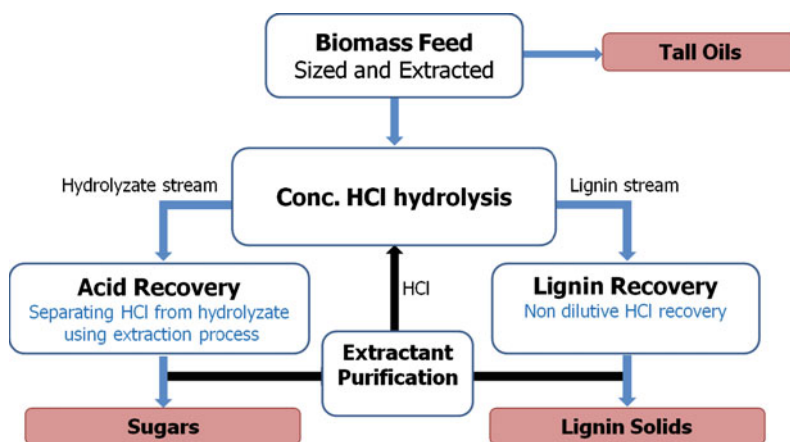 Biomass Feed
Sized and Extracted
Tall Oils
Hydrolyzate stream
Conc. HCl hydrolysis
Lignin stream
Acid Recovery
Separating HCl from hydrolyzate
using extraction process
HCl
Lignin Recovery
Non dilutive HCl recovery
Extractant
Purification
Sugars
Lignin Solids